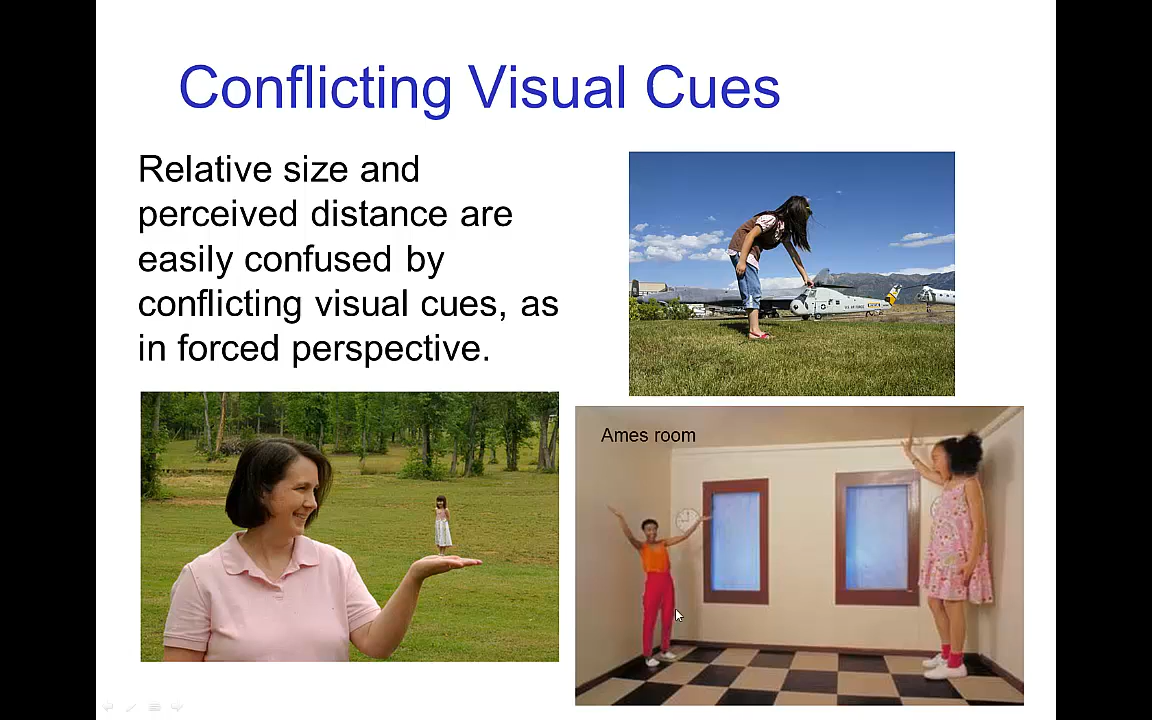 Conflicting Visual Cues
Relative size and
perceived distance are
easily confused by
conflicting visual cues, as
in forced perspective.
Ames room